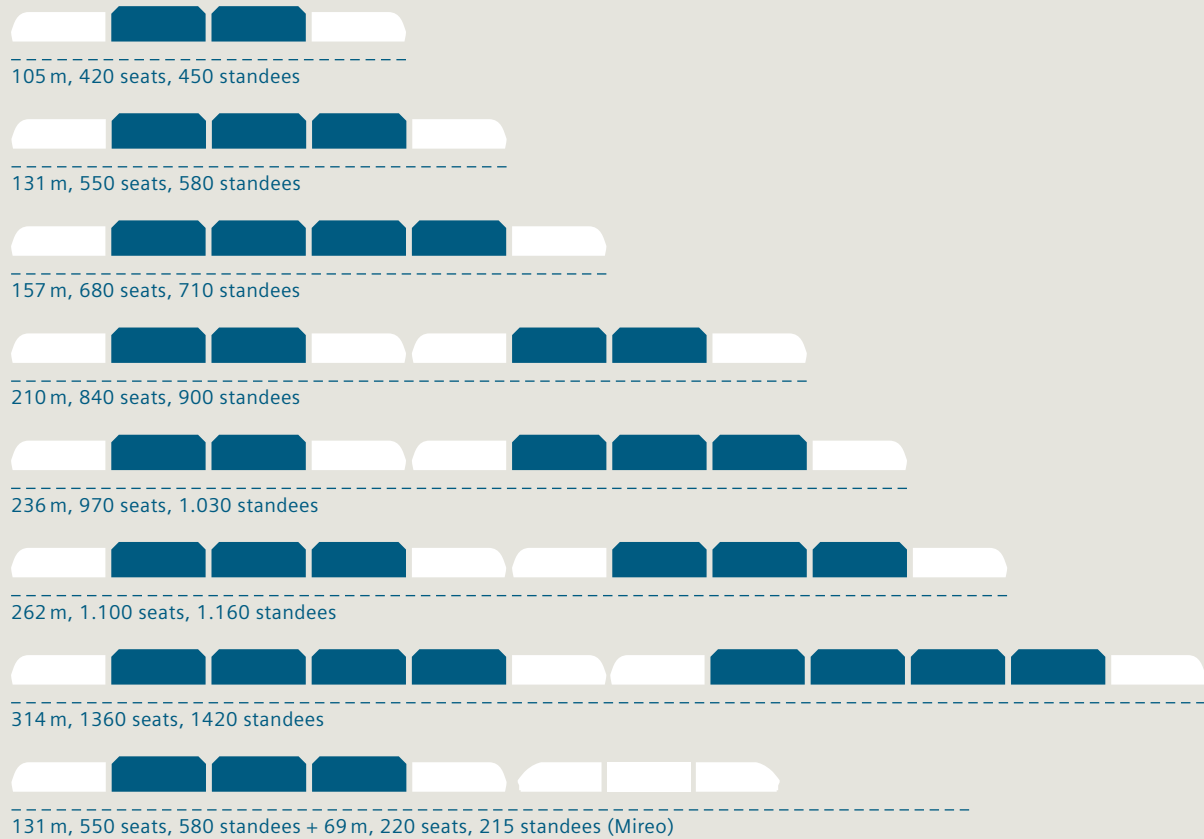 105 m, 420 seats, 450 standees
131 m, 550 seats, 580 standees
157 m, 680 seats, 710 standees
210 m, 840 seats, 900 standees
236 m, 970 seats, 1.030 standees
262 m, 1.100 seats, 1.160 standees
314 m, 1360 seats, 1420 standees
131 m, 550 seats, 580 standees + 69 m, 220 seats, 215 standees (Mireo)